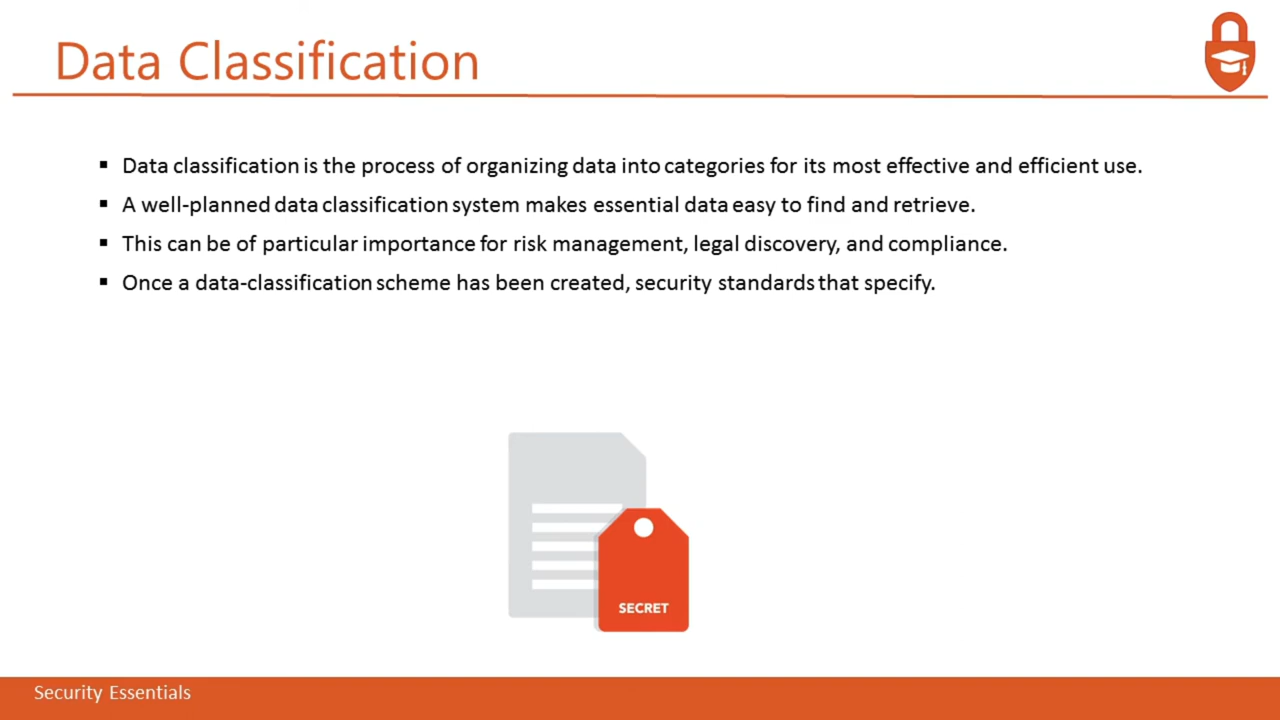 Data Classification
▪ Data classification is the process of organizing data into categories for its most effective and efficient use.
▪ A well-planned data classification system makes essential data easy to find and retrieve.
▪ This can be of particular importance for risk management, legal discovery, and compliance.
▪ Once a data-classification scheme has been created, security standards that specify.
SECRET
Security Essentials